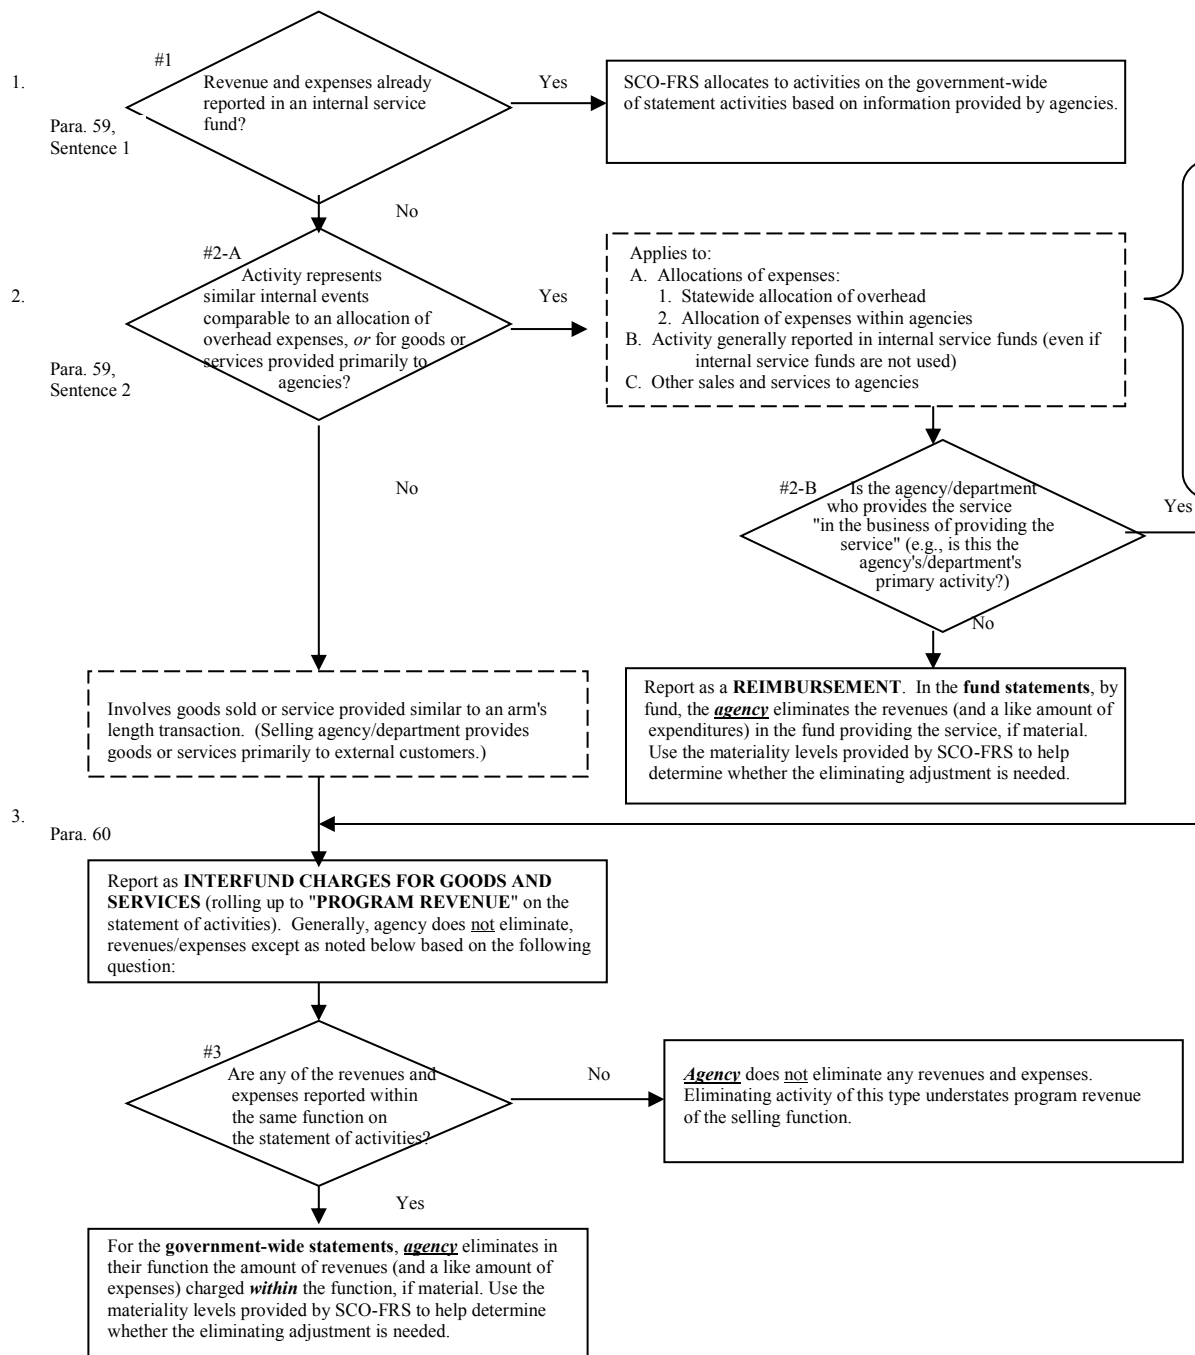 #1
1.
Revenue and expenses already
reported in an internal service
fund?
Yes
SCO-FRS allocates to activities on the government-wide
of statement activities based on information provided by agencies.
Para. 59,
Sentence 1
No
#2-A
2.
Activity represents
similar internal events
comparable to an allocation of
overhead expenses, or for goods or
services provided primarily to
agencies?
Yes
Applies to:
A. Allocations of expenses:
1. Statewide allocation of overhead
2. Allocation of expenses within agencies
B. Activity generally reported in internal service funds (even if
internal service funds are not used)
C. Other sales and services to agencies
Para. 59,
Sentence 2
No
#2-B
Is the agency/department
who provides the service
"in the business of providing the
service" (e.g., is this the
agency's/department's
primary activity?)
Yes
No
Involves goods sold or service provided similar to an arm's
length transaction. (Selling agency/department provides
goods or services primarily to external customers.)
Report as a REIMBURSEMENT. In the fund statements, by
fund, the agency eliminates the revenues (and a like amount of
expenditures) in the fund providing the service, if material.
Use the materiality levels provided by SCO-FRS to help
determine whether the eliminating adjustment is needed.
3.
Para. 60
Report as INTERFUND CHARGES FOR GOODS AND
SERVICES (rolling up to "PROGRAM REVENUE" on the
statement of activities). Generally, agency does not eliminate,
revenues/expenses except as noted below based on the following
question:
#3
Are any of the revenues and
expenses reported within
the same function on
the statement of activities?
No
Agency does not eliminate any revenues and expenses.
Eliminating activity of this type understates program revenue
of the selling function.
Yes
For the government-wide statements, agency eliminates in
their function the amount of revenues (and a like amount of
expenses) charged within the function, if material. Use the
materiality levels provided by SCO-FRS to help determine
whether the eliminating adjustment is needed.